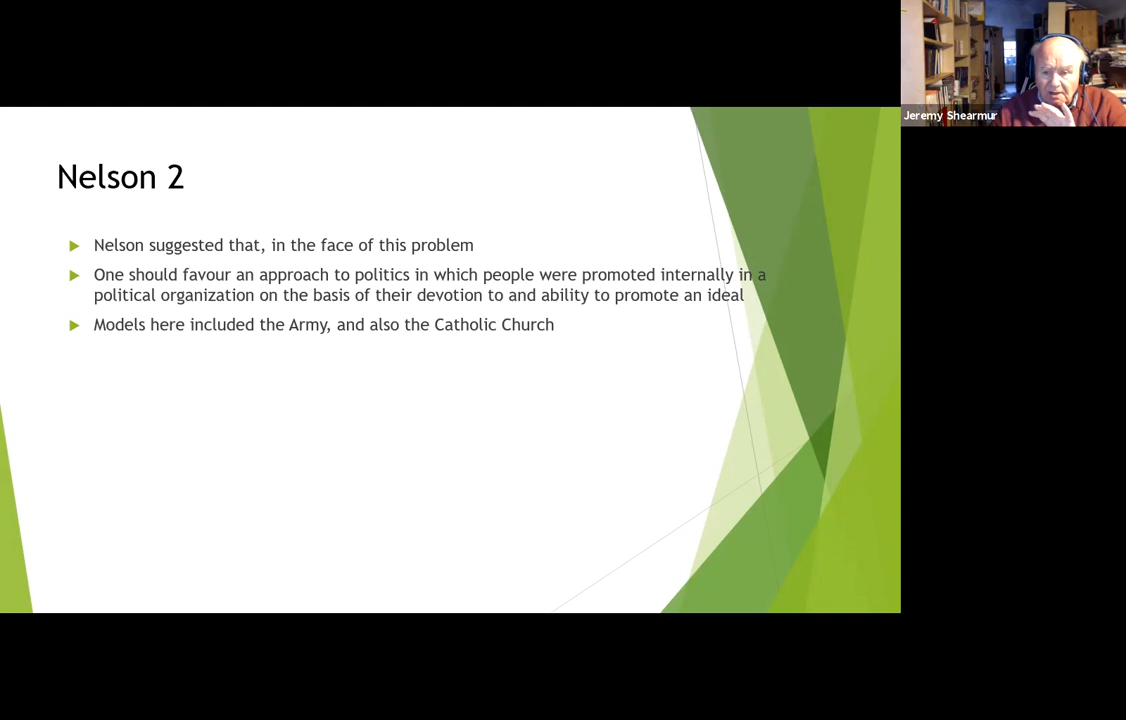 Jeremy Shearmur
Nelson 2
Nelson suggested that, in the face of this problem
One should favour an approach to politics in which people were promoted internally in a
political organization on the basis of their devotion to and ability to promote an ideal
Models here included the Army, and also the Catholic Church